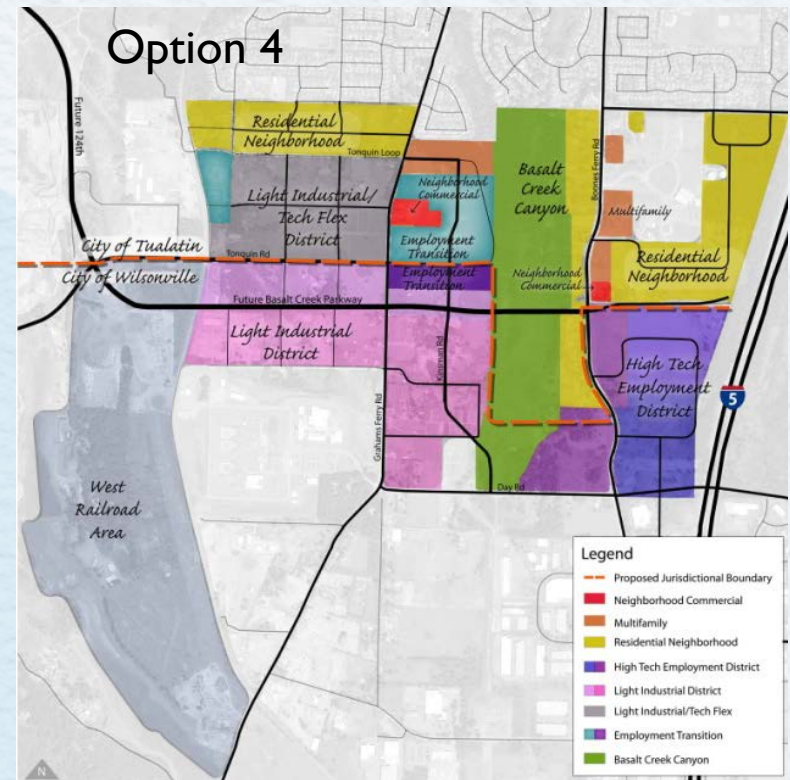 Option 4
Future 124th
Residential
Neighborhood
Tonquin Loop
Light Industrial/
Tech Flex
District
Neighborhood
Commercial
Employment
Transition
Basalt
Creek
Canyon
Boones Ferry Rd
Multifamily
Residential
Neighborhood
City of Tualatin
City of Wilsonville
Tonquin Rd
Employment
Transition
Neighborhood
Commercial
Future Basalt Creek Parkway
Light Industrial
District
Kinsman Rd
Grahams Ferry Rd
High Tech
Employment
District
5
West
Railroad
Area
Day Rd
Legend
Proposed Jurisdictional Boundary
Neighborhood Commercial
Multifamily
Residential Neighborhood
High Tech Employment District
Light Industrial District
Light Industrial/Tech Flex
Employment Transition
Basalt Creek Canyon
N